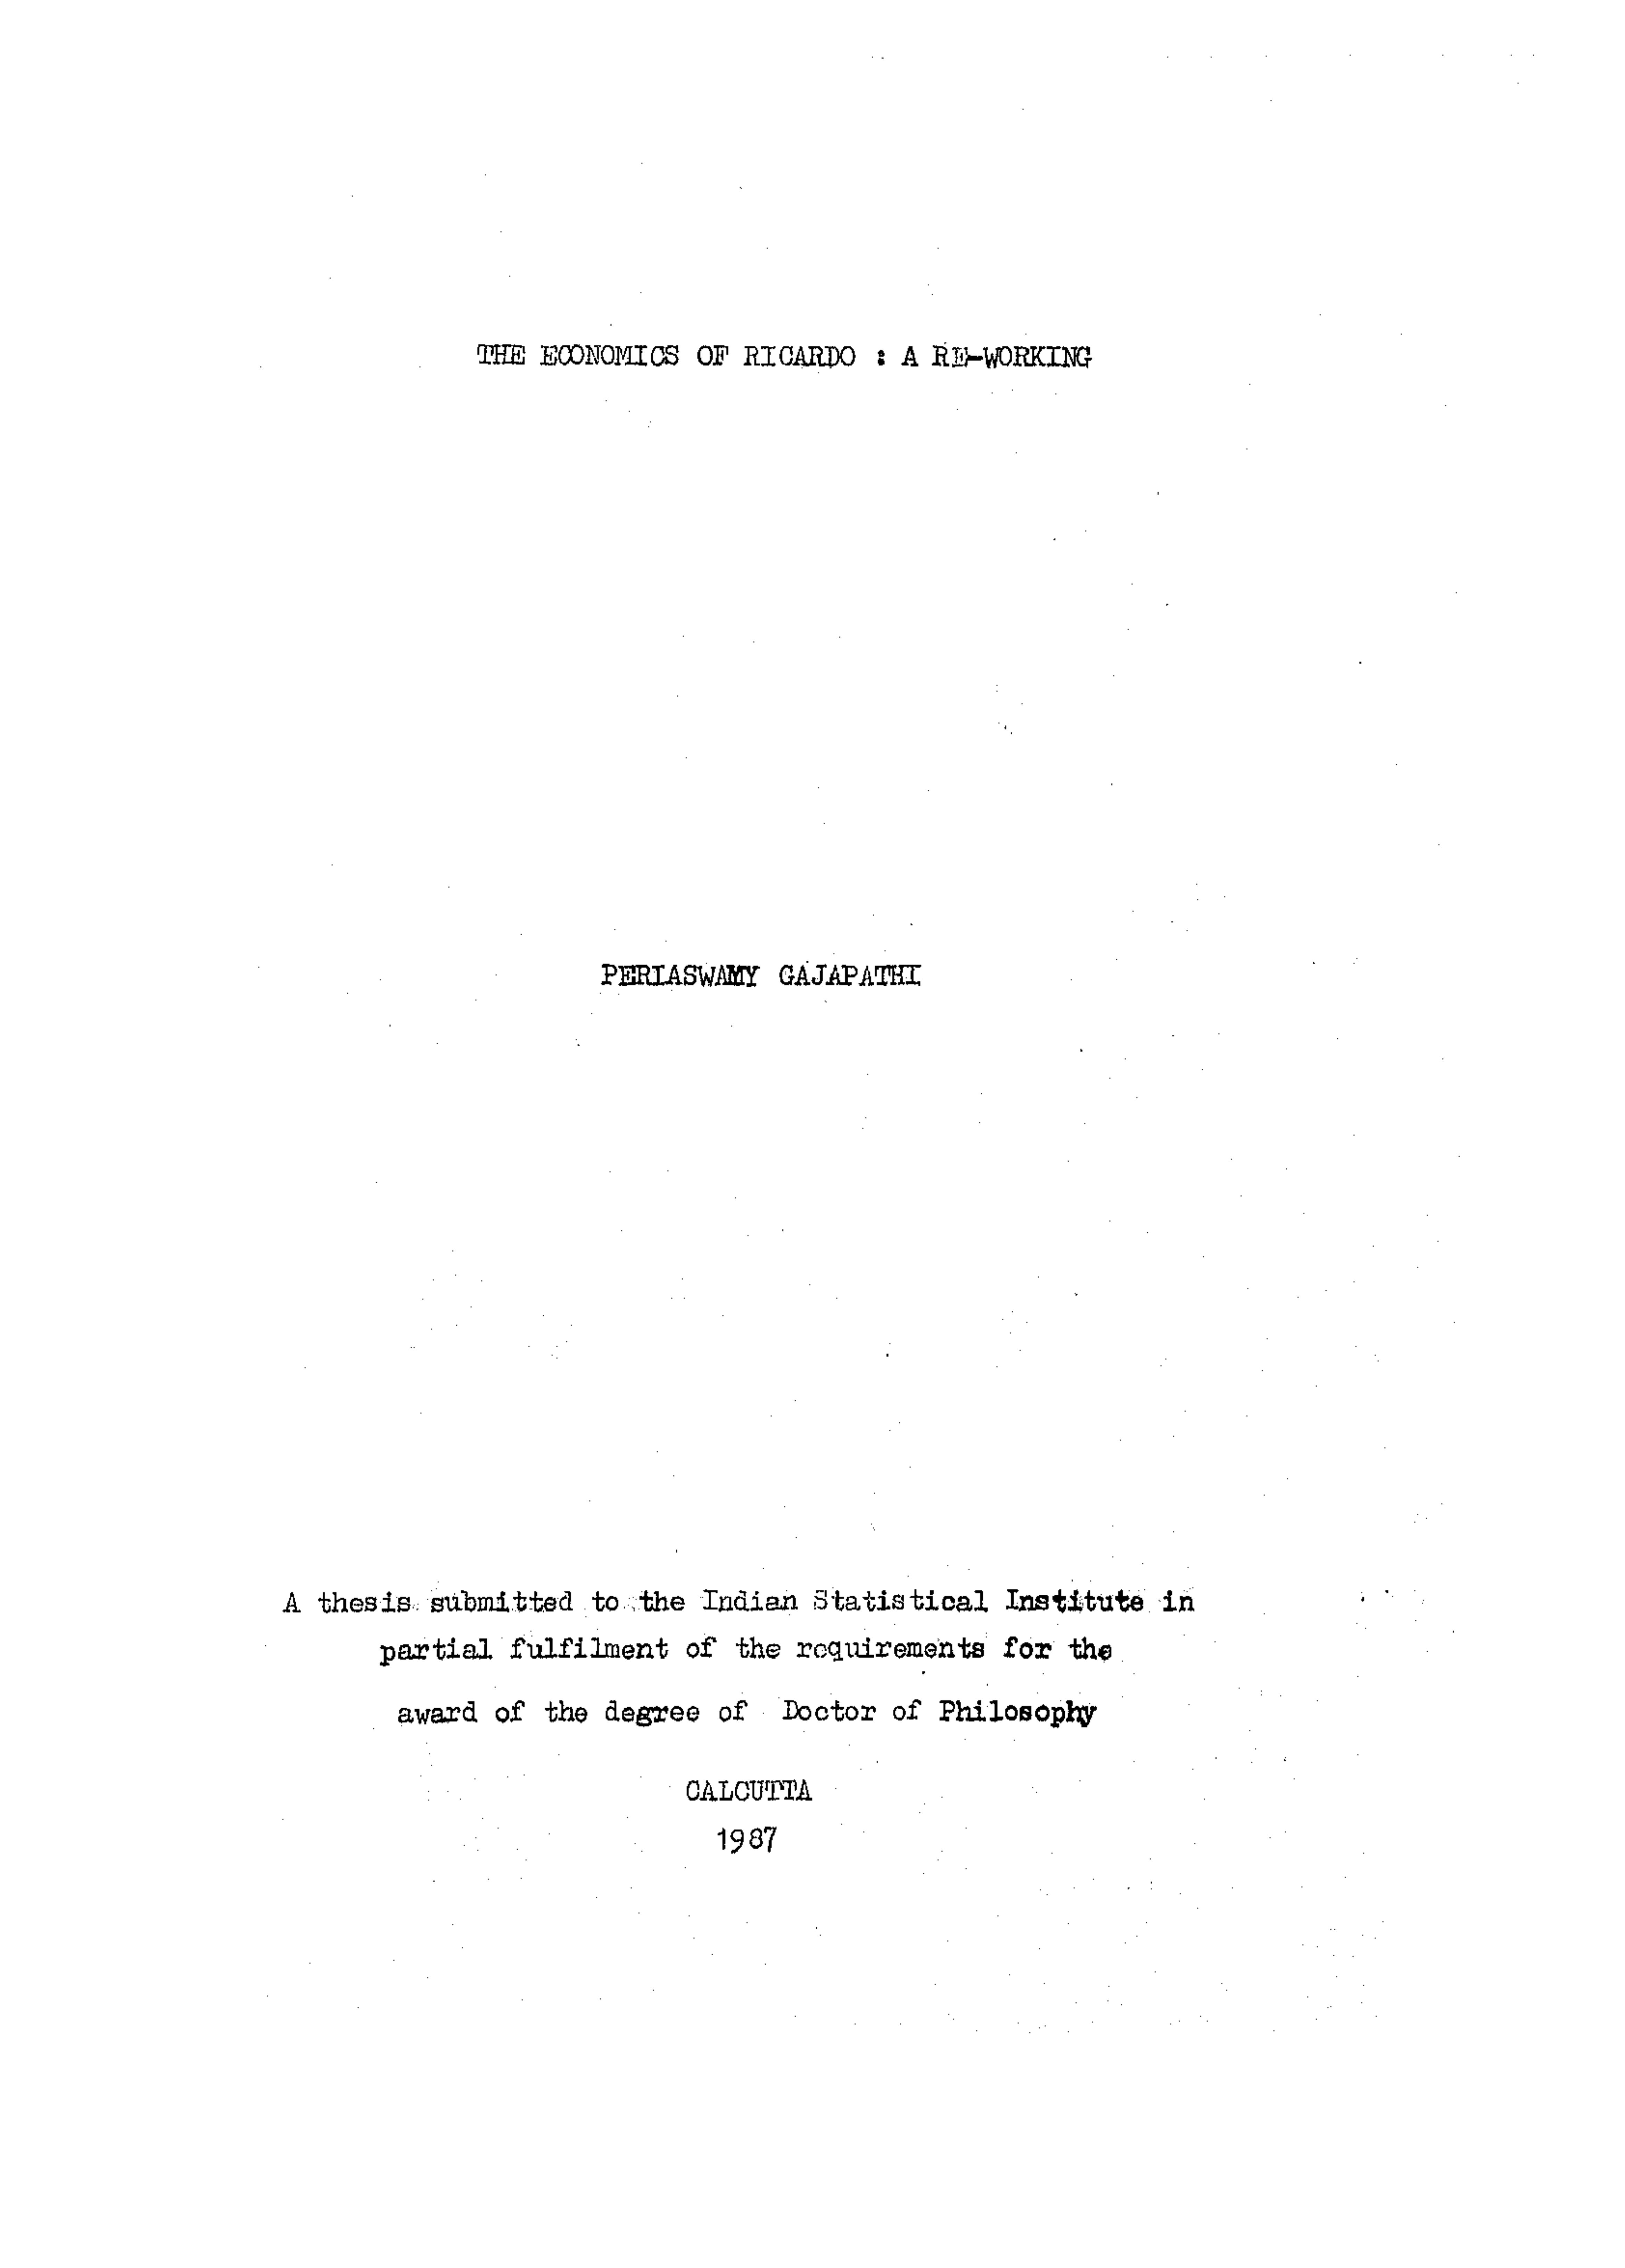 THE ECONOMICS OF RICARDO : A RE-WORKING
PERIASWAMY GAJAPATHI
A thesis submitted to the Indian Statistical Institute in
partial fulfilment of the requirements for the
award of the degree of Doctor of Philosophy
CALCUTTA
1987